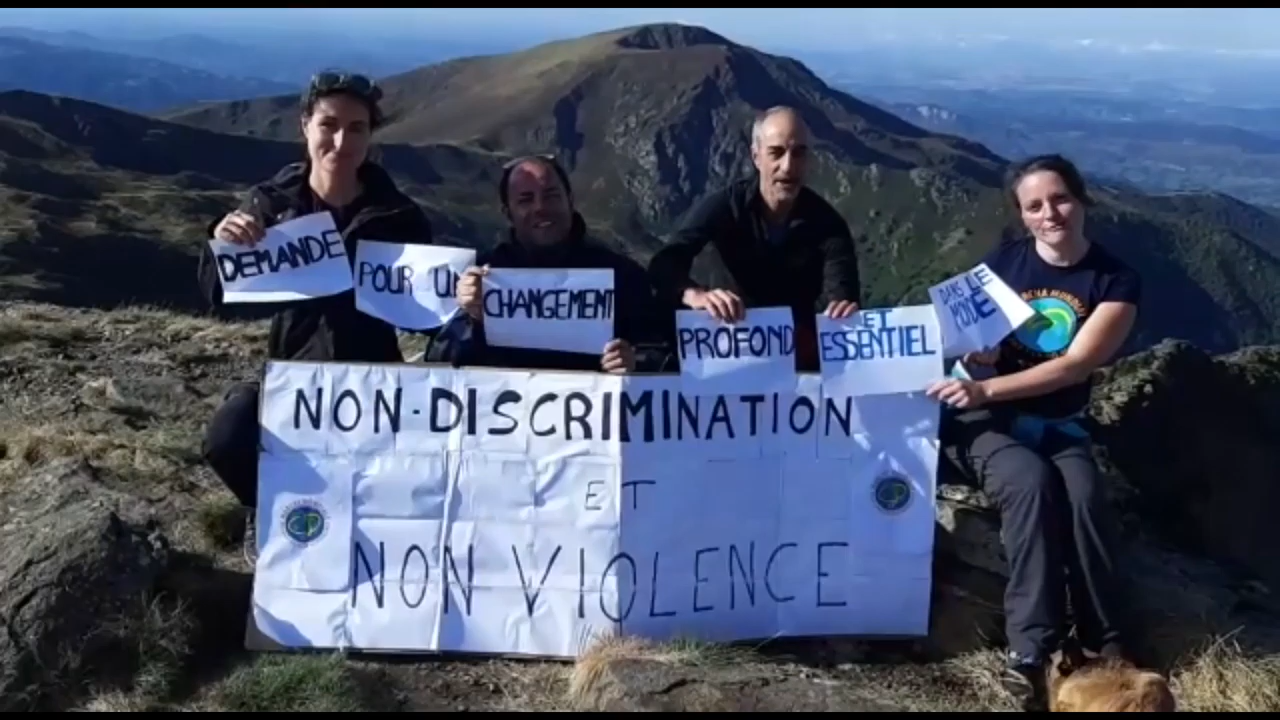 DEMANDE
POUR UN
CHANGEMENT
PROFOND
ET
ESSENTIEL
DANS LE
MONDE
NON-DISCRIMINATION
ET
NON VIOLENCE